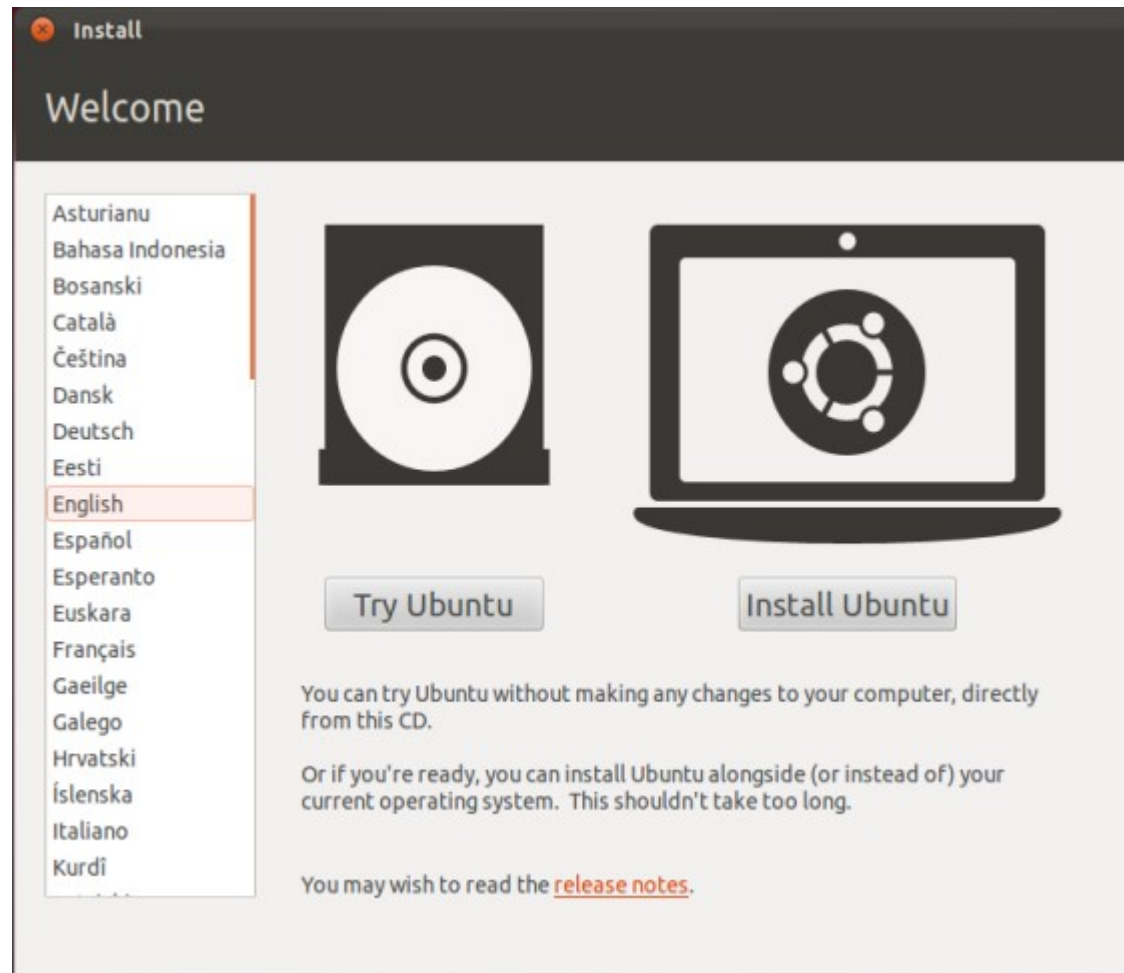 Install
Welcome
Asturianu
Bahasa Indonesia
Bosanski
Català
Čeština
Dansk
Deutsch
Eesti
English
Español
Esperanto
Euskara
Français
Gaeilge
Galego
Hrvatski
Íslenska
Italiano
Kurdî
Try Ubuntu
Install Ubuntu
You can try Ubuntu without making any changes to your computer, directly
from this CD.
Or if you're ready, you can install Ubuntu alongside (or instead of) your
current operating system. This shouldn't take too long.
You may wish to read the release notes.